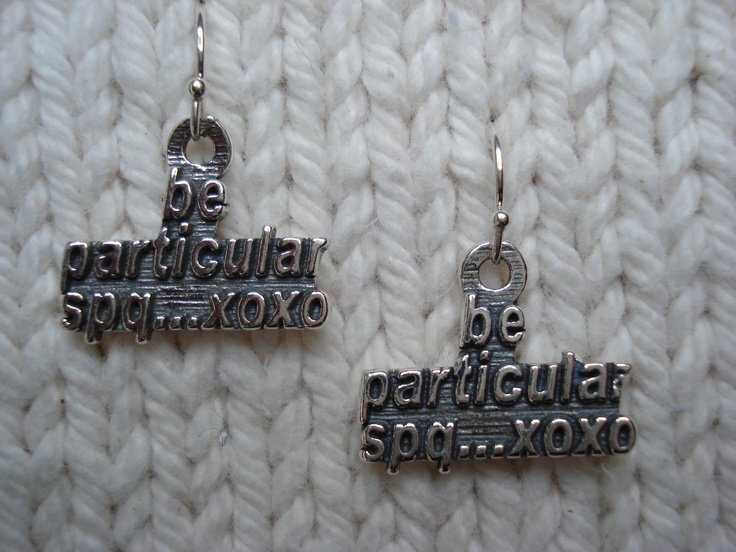 be
particular
spq...xoxo
be
particular
spq...xoxo